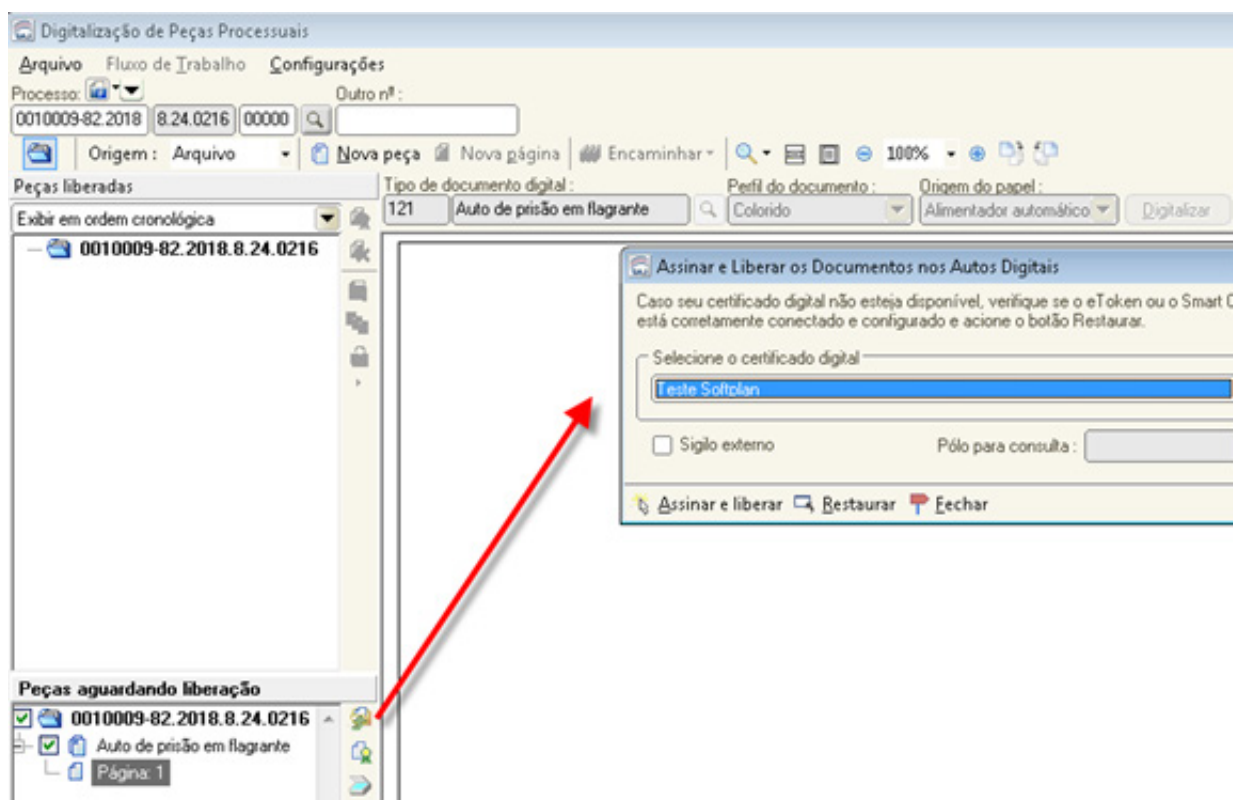 Digitalização de Peças Processuais
Arquivo Fluxo de Trabalho Configurações
Processo: Outro nº :
0010009-82.2018 8.24.0216 00000
Origem : Arquivo Nova peça Nova página Encaminhar 100%
Peças liberadas
Tipo de documento digital : Perfil do documento : Origem do papel :
Exibir em ordem cronológica
121 Auto de prisão em flagrante Colorido Alimentador automático Digitalizar
0010009-82.2018.8.24.0216
Assinar e Liberar os Documentos nos Autos Digitais
Caso seu certificado digital não esteja disponível, verifique se o eToken ou o Smart C
está corretamente conectado e configurado e acione o botão Restaurar.
Selecione o certificado digital
Teste Softplan
Sigilo externo Pólo para consulta :
Assinar e liberar Restaurar Fechar
Peças aguardando liberação
0010009-82.2018.8.24.0216
Auto de prisão em flagrante
Página: 1